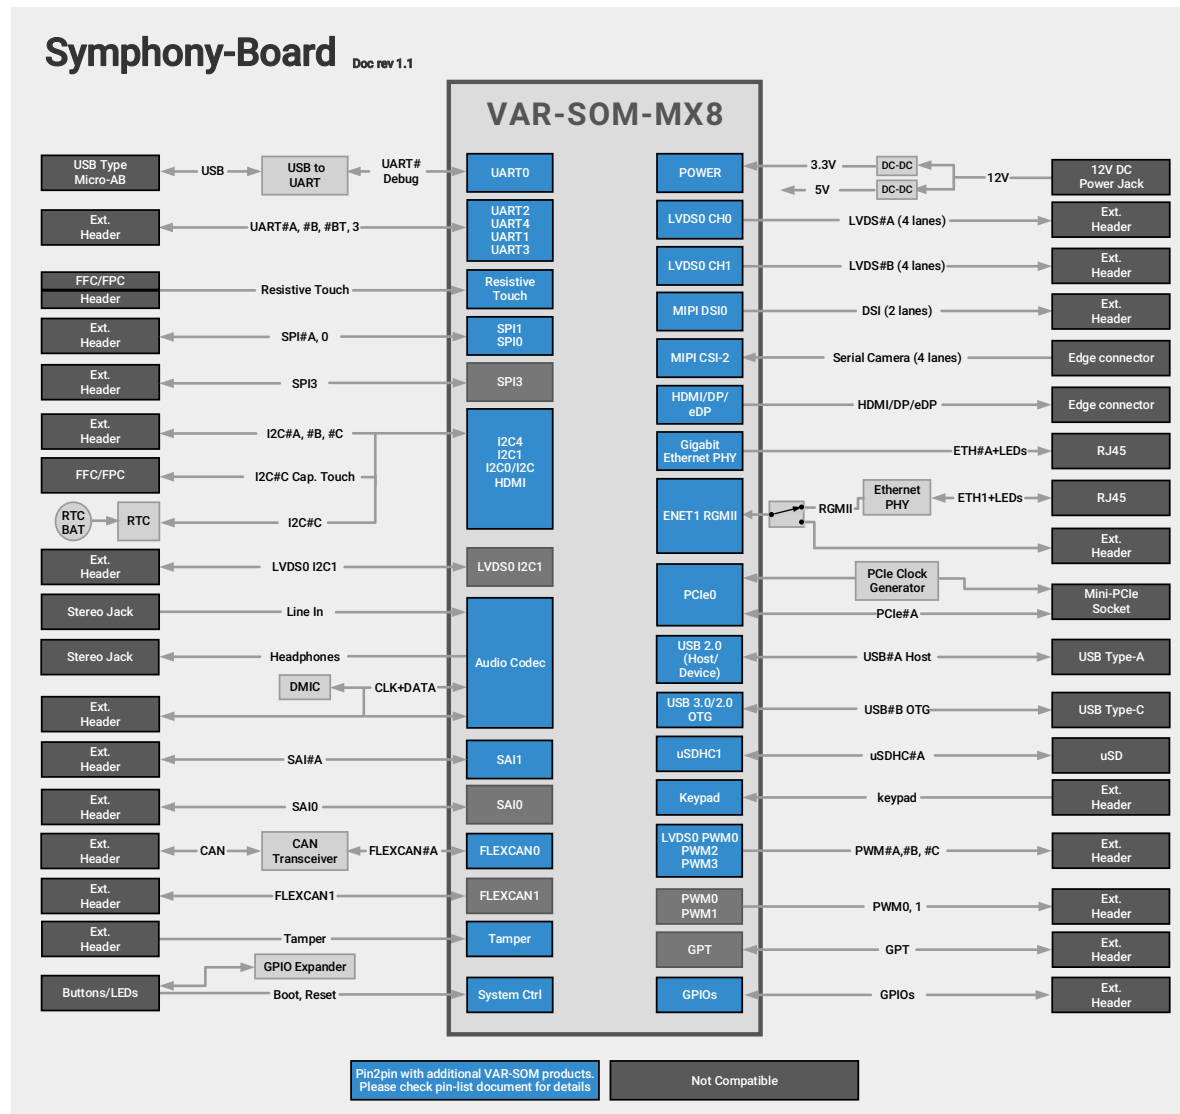 Symphony-Board
Doc rev 1.1
VAR-SOM-MX8
USB Type
Micro-AB
USB
USB to
UART
UART#
Debug
UART0
Ext.
Header
UART#A, #B, #BT, 3
UART2
UART4
UART1
UART3
FFC/FPC
Header
Resistive Touch
Resistive
Touch
Ext.
Header
SPI#A, 0
SPI1
SPI0
Ext.
Header
SPI3
SPI3
Ext.
Header
I2C#A, #B, #C
I2C4
I2C1
I2C0/I2C
HDMI
FFC/FPC
I2C#C Cap. Touch
RTC
BAT
RTC
I2C#C
Ext.
Header
LVDS0 I2C1
LVDS0 I2C1
Stereo Jack
Line In
Audio Codec
Stereo Jack
Headphones
DMIC
CLK+DATA
Ext.
Header
Ext.
Header
SAI#A
SAI1
Ext.
Header
SAI0
SAI0
Ext.
Header
CAN
CAN
Transceiver
FLEXCAN#A
FLEXCAN0
Ext.
Header
FLEXCAN1
FLEXCAN1
Ext.
Header
Tamper
Tamper
GPIO Expander
Buttons/LEDs
Boot, Reset
System Ctrl
POWER
3.3V
DC-DC
5V
DC-DC
12V
12V DC
Power Jack
LVDS0 CH0
LVDS#A (4 lanes)
Ext.
Header
LVDS0 CH1
LVDS#B (4 lanes)
Ext.
Header
MIPI DSI0
DSI (2 lanes)
Ext.
Header
MIPI CSI-2
Serial Camera (4 lanes)
Edge connector
HDMI/DP/
eDP
HDMI/DP/eDP
Edge connector
Gigabit
Ethernet PHY
ETH#A+LEDs
RJ45
ENET1 RGMII
RGMII
Ethernet
PHY
ETH1+LEDs
RJ45
Ext.
Header
PCIe0
PCIe Clock
Generator
PCIe#A
Mini-PCIe
Socket
USB 2.0
(Host/
Device)
USB#A Host
USB Type-A
USB 3.0/2.0
OTG
USB#B OTG
USB Type-C
uSDHC1
uSDHC#A
uSD
Keypad
keypad
Ext.
Header
LVDS0 PWM0
PWM2
PWM3
PWM#A,#B, #C
Ext.
Header
PWM0
PWM1
PWM0, 1
Ext.
Header
GPT
GPT
Ext.
Header
GPIOs
GPIOs
Ext.
Header
Pin2pin with additional VAR-SOM products.
Please check pin-list document for details
Not Compatible